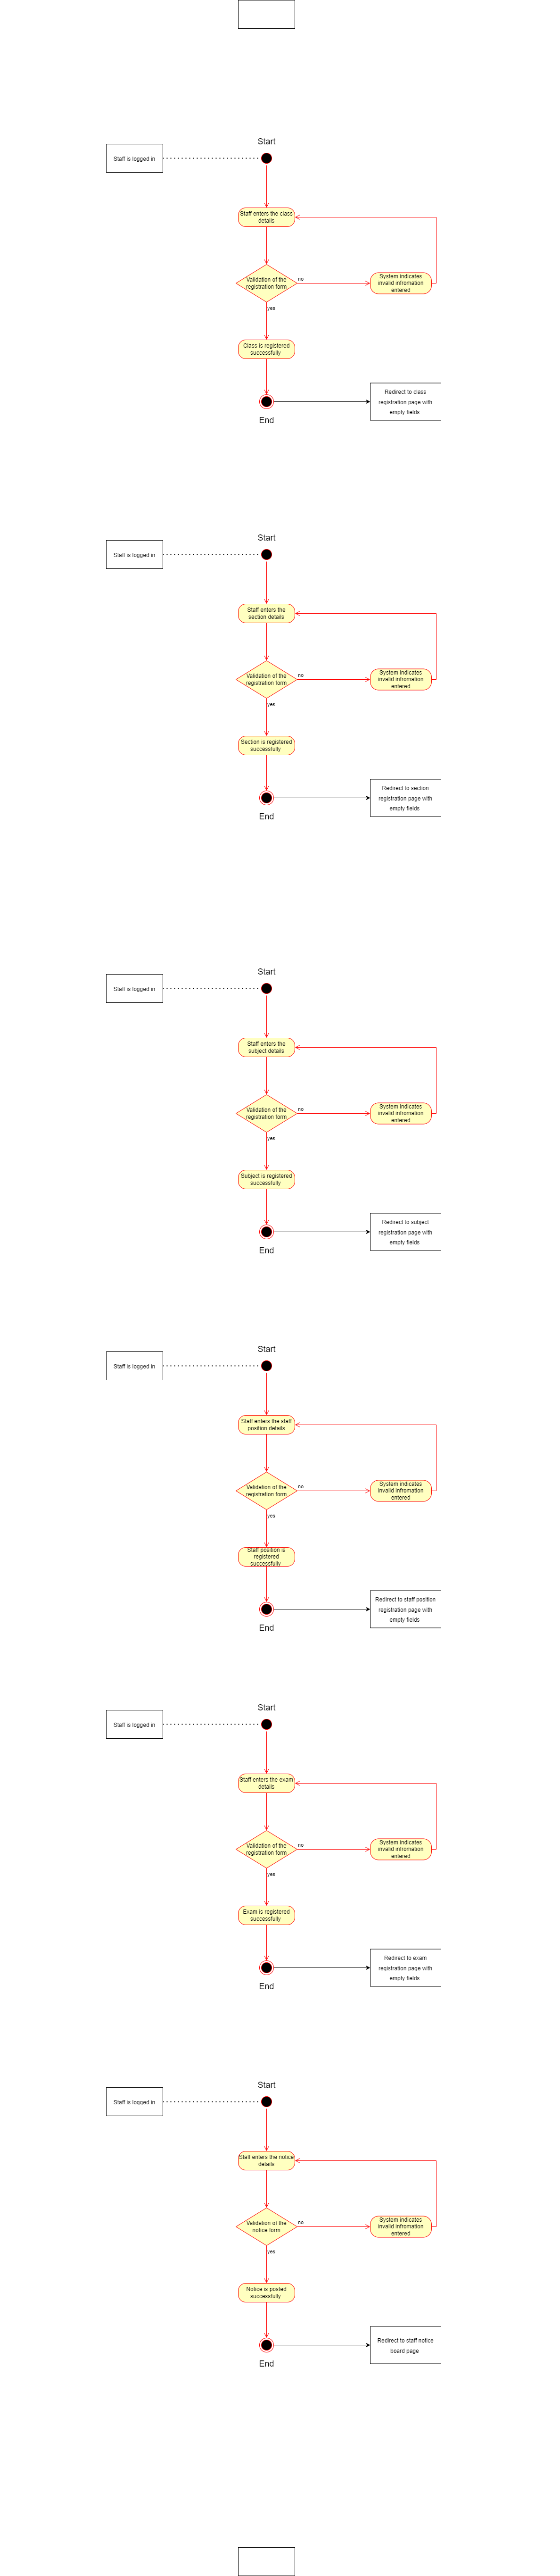 Start
Staff is logged in
Staff enters the class
details
Validation of the
registration form
no
System indicates
invalid infromation
entered
yes
Class is registered
successfully
Redirect to class
registration page with
empty fields
End
Start
Staff is logged in
Staff enters the
section details
Validation of the
registration form
no
System indicates
invalid infromation
entered
yes
Section is registered
successfully
Redirect to section
registration page with
empty fields
End
Start
Staff is logged in
Staff enters the
subject details
Validation of the
registration form
no
System indicates
invalid infromation
entered
yes
Subject is registered
successfully
Redirect to subject
registration page with
empty fields
End
Start
Staff is logged in
Staff enters the staff
position details
Validation of the
registration form
no
System indicates
invalid infromation
entered
yes
Staff position is
registered
successfully
Redirect to staff position
registration page with
empty fields
End
Start
Staff is logged in
Staff enters the exam
details
Validation of the
registration form
no
System indicates
invalid infromation
entered
yes
Exam is registered
successfully
Redirect to exam
registration page with
empty fields
End
Start
Staff is logged in
Staff enters the notice
details
Validation of the
notice form
no
System indicates
invalid infromation
entered
yes
Notice is posted
successfully
Redirect to staff notice
board page
End